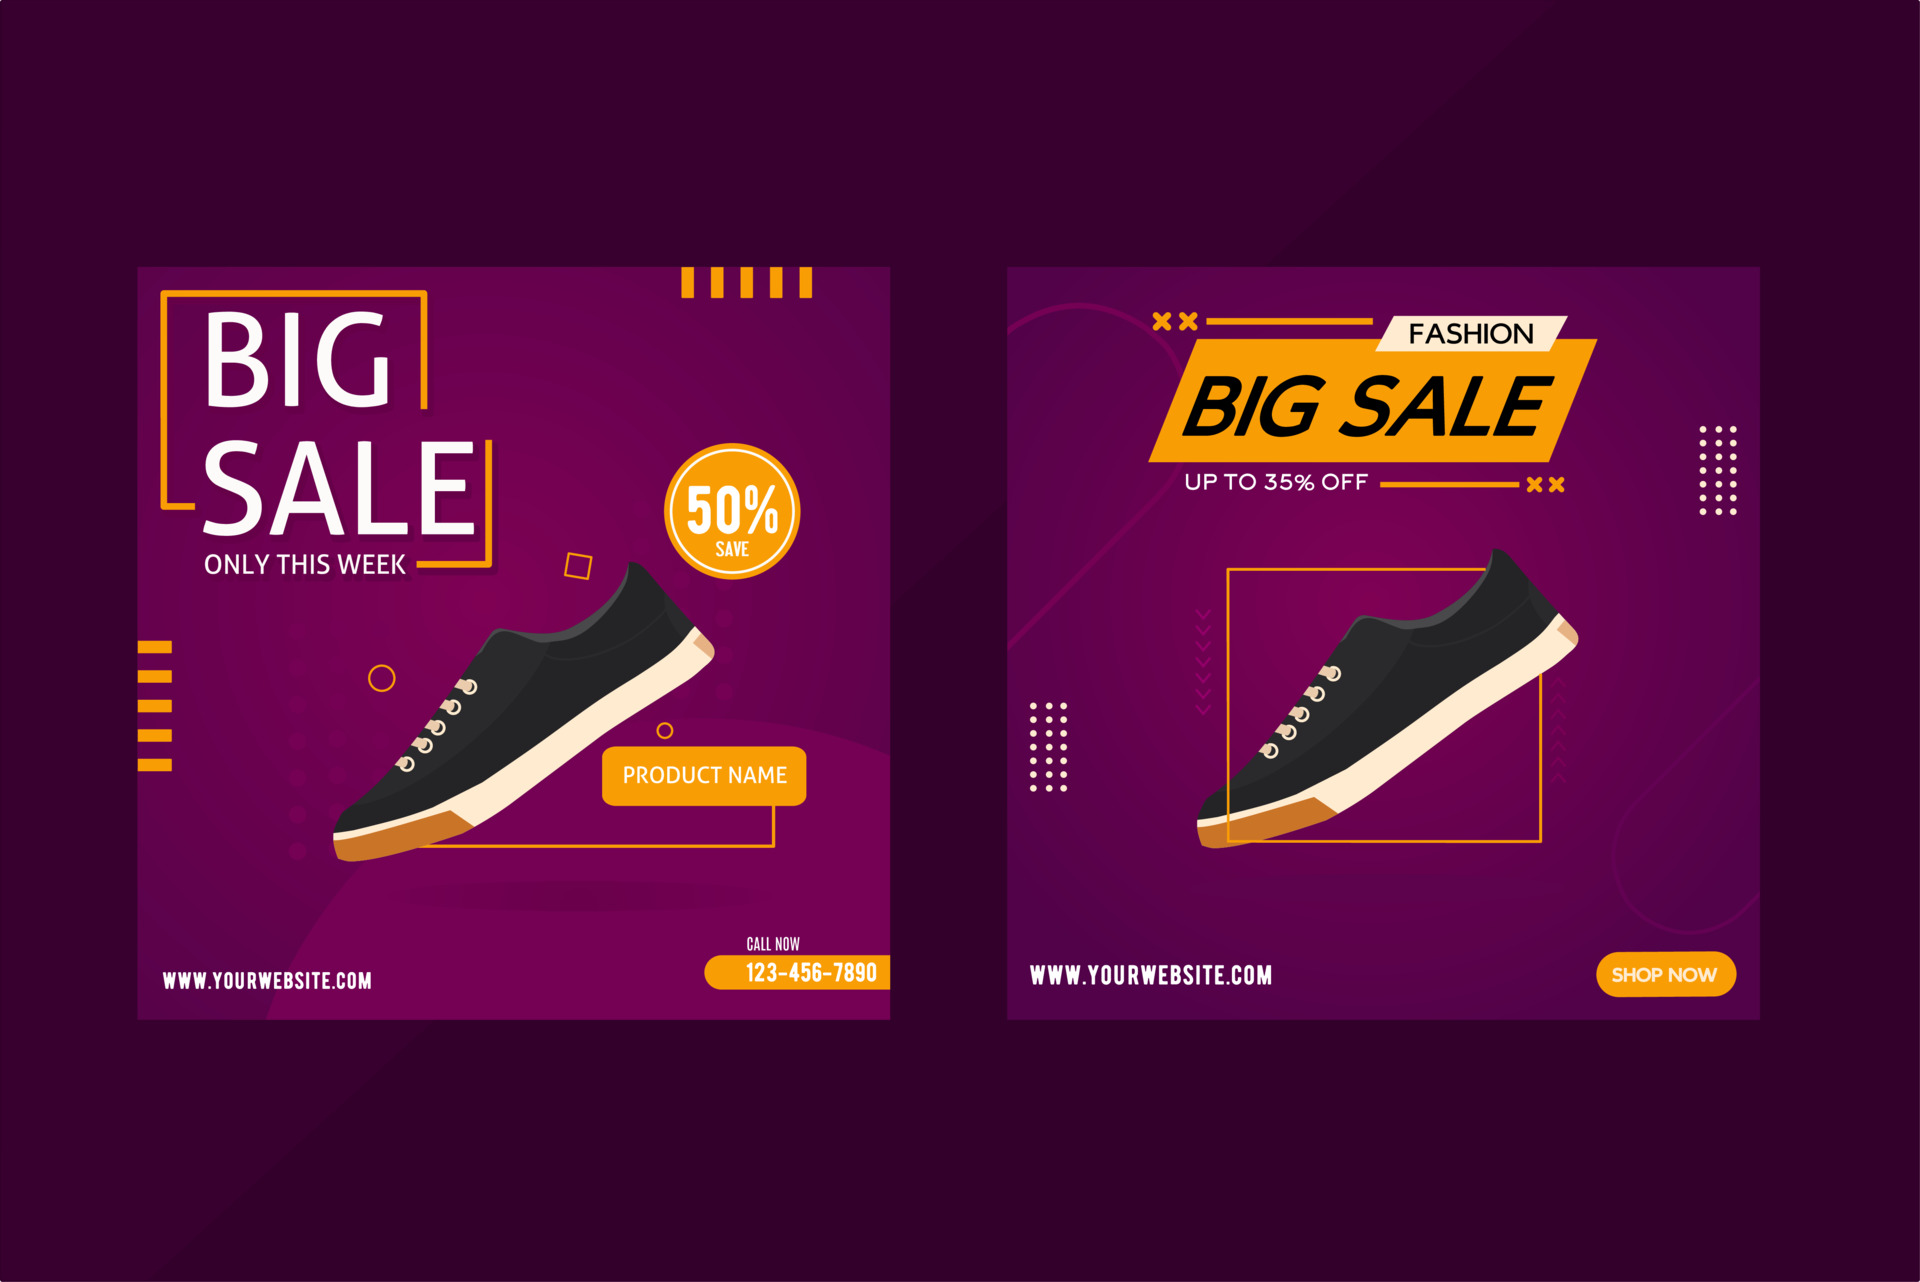 BIG
SALE
ONLY THIS WEEK
50%
SAVE
PRODUCT NAME
CALL NOW
123-456-7890
WWW.YOURWEBSITE.COM
FASHION
BIG SALE
UP TO 35% OFF
WWW.YOURWEBSITE.COM
SHOP NOW